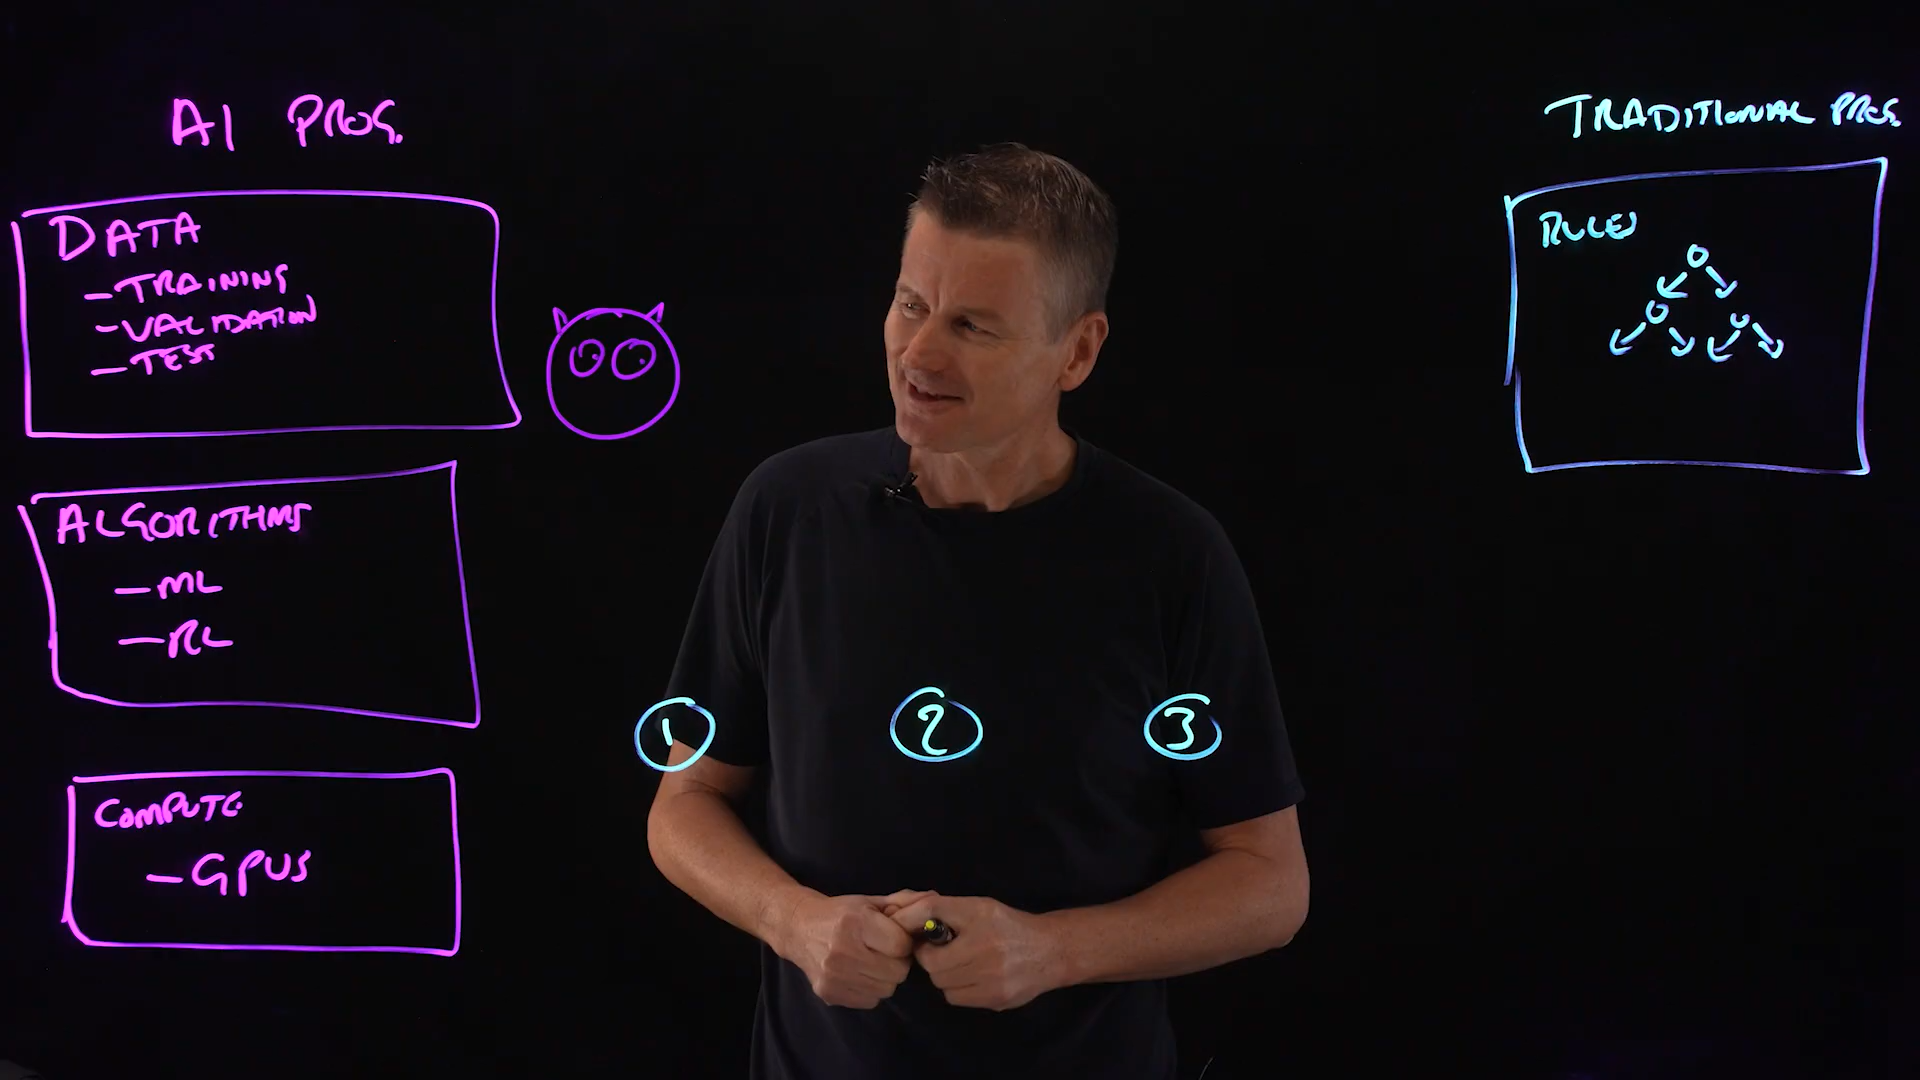 AI PROG.
DATA
- TRAINING
- VALIDATION
- TEST
ALGORITHMS
- ML
- RL
COMPUTE
- GPUS
1
2
3
TRADITIONAL PROG.
RULES